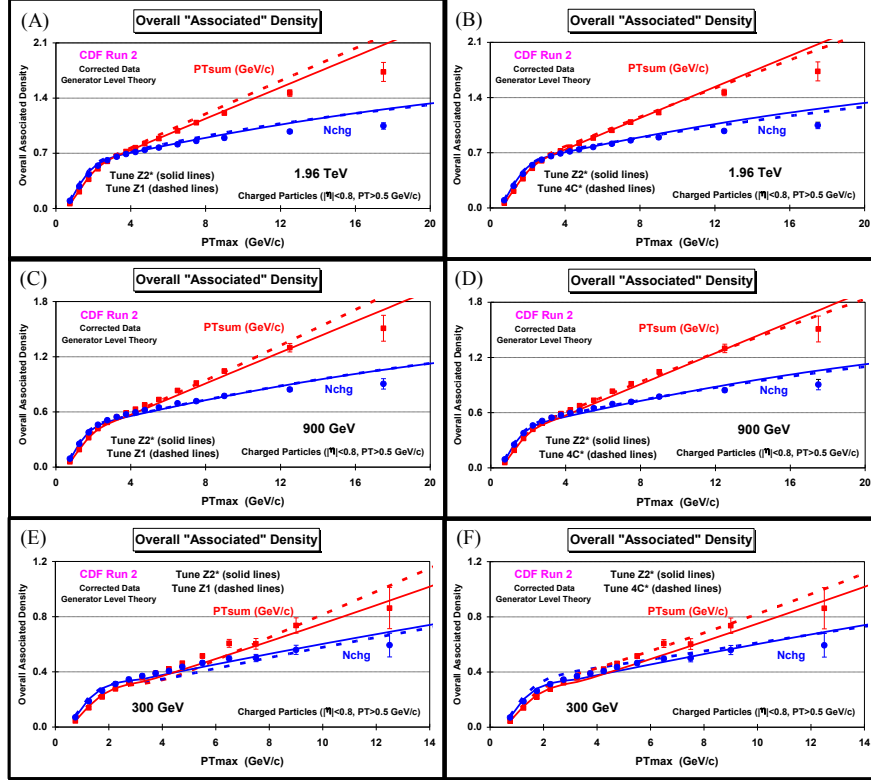 (A)
Overall "Associated" Density
2.1
1.4
0.7
0.0
Overall Associated Density
CDF Run 2
Corrected Data
Generator Level Theory
PTsum (GeV/c)
Nchg
1.96 TeV
Tune Z2* (solid lines)
Tune Z1 (dashed lines)
Charged Particles (|η|<0.8, PT>0.5 GeV/c)
0 4 8 12 16 20
PTmax (GeV/c)
(B)
Overall "Associated" Density
2.1
1.4
0.7
0.0
Overall Associated Density
CDF Run 2
Corrected Data
Generator Level Theory
PTsum (GeV/c)
Nchg
1.96 TeV
Tune Z2* (solid lines)
Tune 4C* (dashed lines)
Charged Particles (|η|<0.8, PT>0.5 GeV/c)
0 4 8 12 16 20
PTmax (GeV/c)
(C)
Overall "Associated" Density
1.8
1.2
0.6
0.0
Overall Associated Density
CDF Run 2
Corrected Data
Generator Level Theory
PTsum (GeV/c)
Nchg
900 GeV
Tune Z2* (solid lines)
Tune Z1 (dashed lines)
Charged Particles (|η|<0.8, PT>0.5 GeV/c)
0 4 8 12 16 20
PTmax (GeV/c)
(D)
Overall "Associated" Density
1.8
1.2
0.6
0.0
Overall Associated Density
CDF Run 2
Corrected Data
Generator Level Theory
PTsum (GeV/c)
Nchg
900 GeV
Tune Z2* (solid lines)
Tune 4C* (dashed lines)
Charged Particles (|η|<0.8, PT>0.5 GeV/c)
0 4 8 12 16 20
PTmax (GeV/c)
(E)
Overall "Associated" Density
1.2
0.8
0.4
0.0
Overall Associated Density
CDF Run 2
Corrected Data
Generator Level Theory
Tune Z2* (solid lines)
Tune Z1 (dashed lines)
PTsum (GeV/c)
Nchg
300 GeV
Charged Particles (|η|<0.8, PT>0.5 GeV/c)
0 2 4 6 8 10 12 14
PTmax (GeV/c)
(F)
Overall "Associated" Density
1.2
0.8
0.4
0.0
Overall Associated Density
CDF Run 2
Corrected Data
Generator Level Theory
Tune Z2* (solid lines)
Tune 4C* (dashed lines)
PTsum (GeV/c)
Nchg
300 GeV
Charged Particles (|η|<0.8, PT>0.5 GeV/c)
0 2 4 6 8 10 12 14
PTmax (GeV/c)